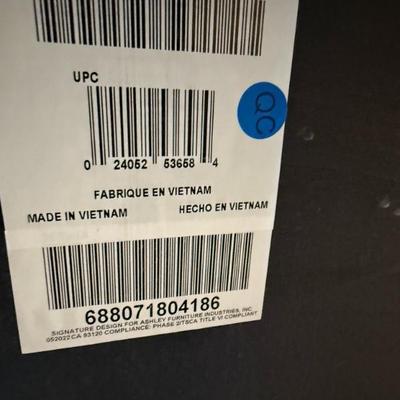 UPC
QC
0 24052 53658 4
FABRIQUE EN VIETNAM
MADE IN VIETNAM HECHO EN VIETNAM
688071804186
SIGNATURE DESIGN FOR ASHLEY FURNITURE INDUSTRIES, INC.
052022CA 93120 COMPLIANCE: PHASE 2/TSCA TITLE VI COMPLIANT